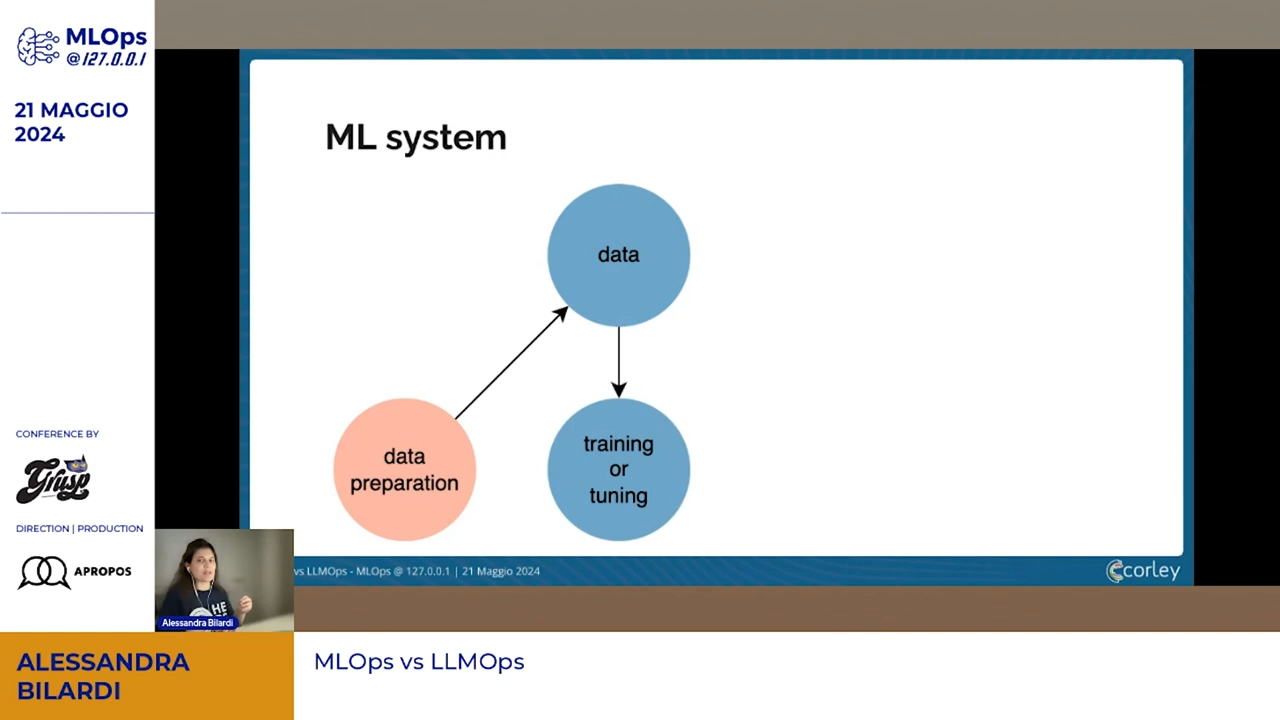 MLOps
@127.0.0.1
21 MAGGIO
2024
CONFERENCE BY
Grusp
DIRECTION | PRODUCTION
APROPOS
ML system
data
data
preparation
training
or
tuning
vs LLMOps - MLOps @ 127.0.0.1 | 21 Maggio 2024
corley
HE
Alessandra Bilardi
ALESSANDRA
BILARDI
MLOps vs LLMOps